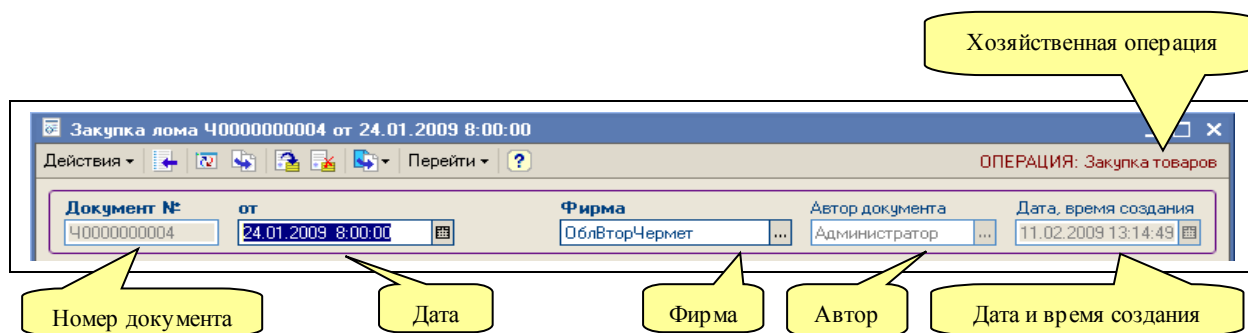 Хозяйственная операция
Закупка лома Ч0000000004 от 24.01.2009 8:00:00
Действия Перейти ? ОПЕРАЦИЯ: Закупка товаров
Документ № от Фирма Автор документа Дата, время создания
Ч0000000004 24.01.2009 8:00:00 ОблВторЧермет ... Администратор ... 11.02.2009 13:14:49
Номер документа Дата Фирма Автор Дата и время создания